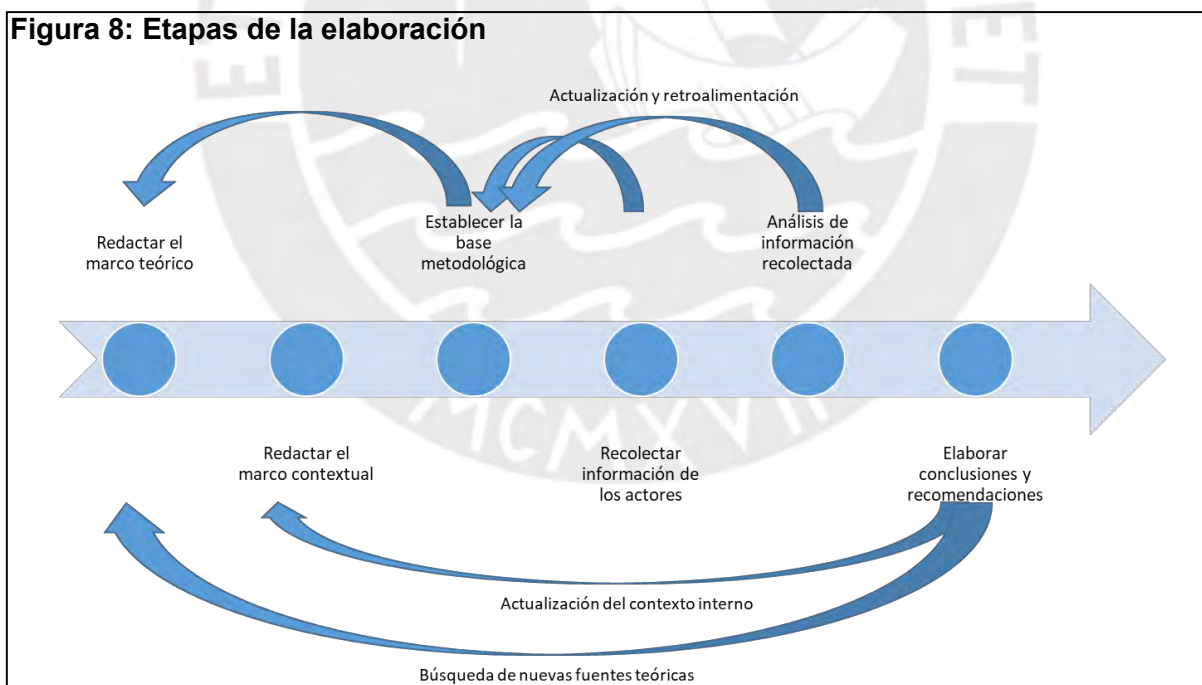 Figura 8: Etapas de la elaboración
Actualización y retroalimentación
Redactar el
marco teórico
Establecer la
base
metodológica
Análisis de
información
recolectada
Redactar el
marco contextual
Recolectar
información de
los actores
Elaborar
conclusiones y
recomendaciones
Actualización del contexto interno
Búsqueda de nuevas fuentes teóricas
MCMXVII